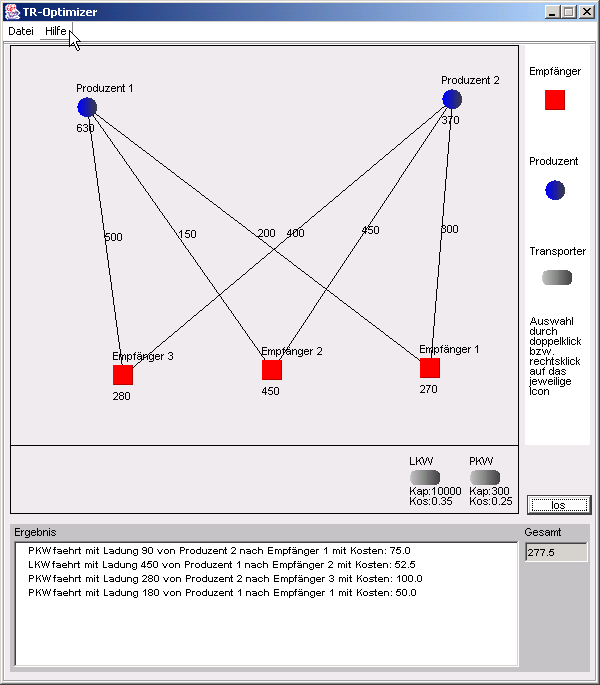 TR-Optimizer
Datei Hilfe
Produzent 1
630
Produzent 2
370
500
150
200
400
450
300
Empfänger 3
280
Empfänger 2
450
Empfänger 1
270
Empfänger
Produzent
Transporter
Auswahl
durch
doppelklick
bzw.
rechtsklick
auf das
jeweilige
Icon
LKW
Kap:10000
Kos:0.35
PKW
Kap:300
Kos:0.25
los
Ergebnis
PKW faehrt mit Ladung 90 von Produzent 2 nach Empfänger 1 mit Kosten: 75.0
LKW faehrt mit Ladung 450 von Produzent 1 nach Empfänger 2 mit Kosten: 52.5
PKW faehrt mit Ladung 280 von Produzent 2 nach Empfänger 3 mit Kosten: 100.0
PKW faehrt mit Ladung 180 von Produzent 1 nach Empfänger 1 mit Kosten: 50.0
Gesamt
277.5